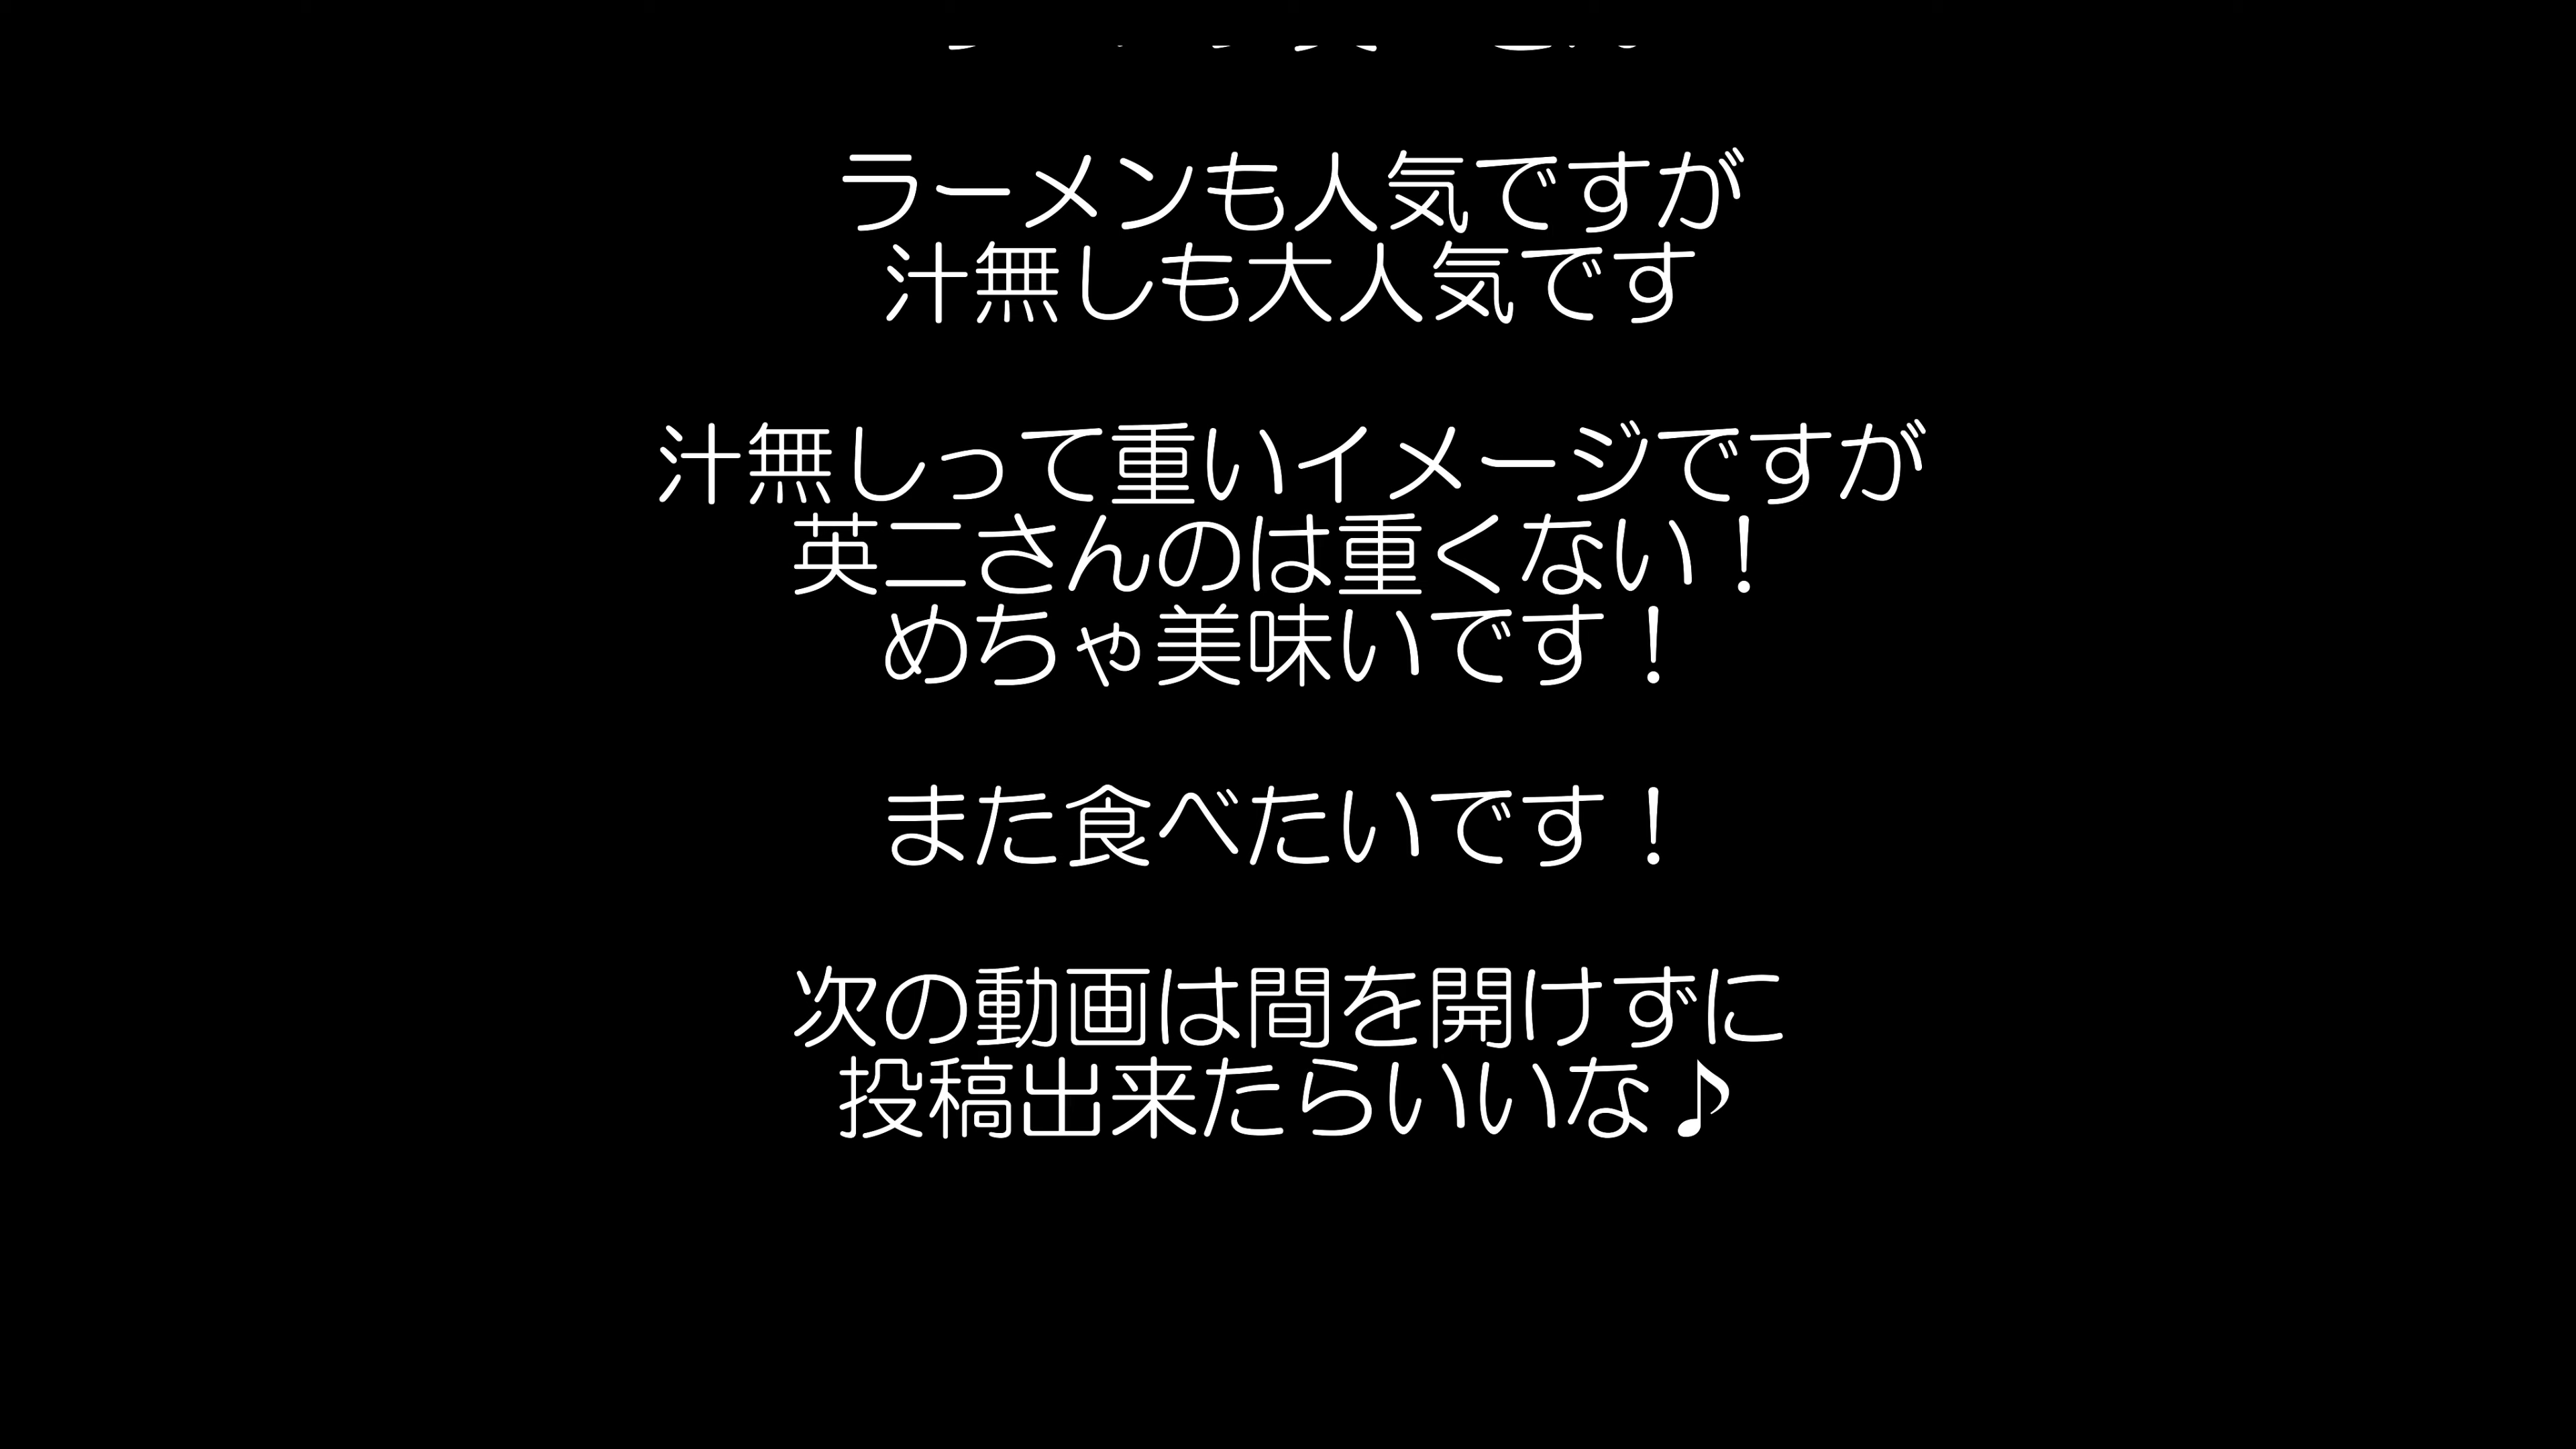 ラーメンも人気ですが
汁無しも大人気です
汁無しって重いイメージですが
英二さんのは重くない！
めちゃ美味いです！
また食べたいです！
次の動画は間を開けずに
投稿出来たらいいな♪